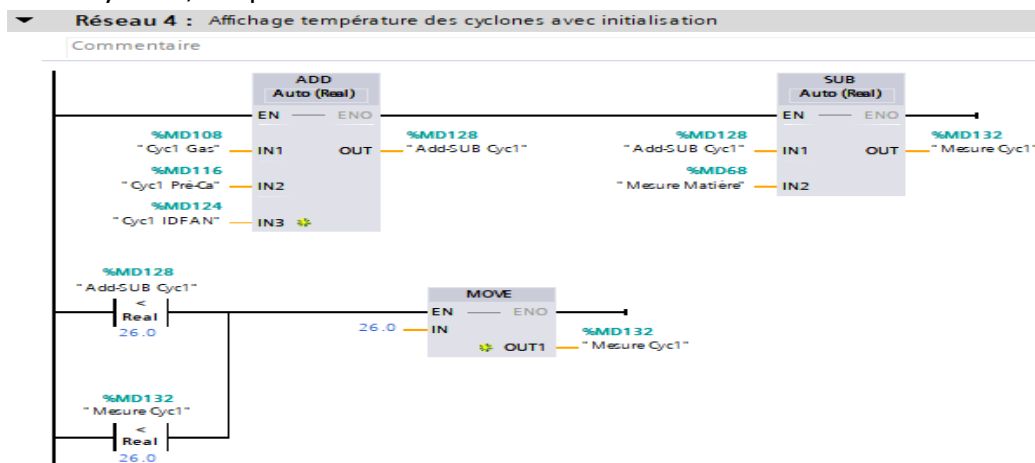 Réseau 4 : Affichage température des cyclones avec initialisation
Commentaire
ADD
Auto (Real)
EN ENO
%MD108
"Cyc1 Gas" IN1
OUT
%MD128
"Add-SUB Cyc1"
%MD116
"Cyc1 Pré-Ca" IN2
%MD124
"Cyc1 IDFAN" IN3
SUB
Auto (Real)
EN ENO
%MD128
"Add-SUB Cyc1" IN1
OUT
%MD132
"Mesure Cyc1"
%MD68
"Mesure Matière" IN2
%MD128
"Add-SUB Cyc1"
<
Real
26.0
MOVE
EN ENO
26.0 IN
OUT1
%MD132
"Mesure Cyc1"
%MD132
"Mesure Cyc1"
<
Real
26.0